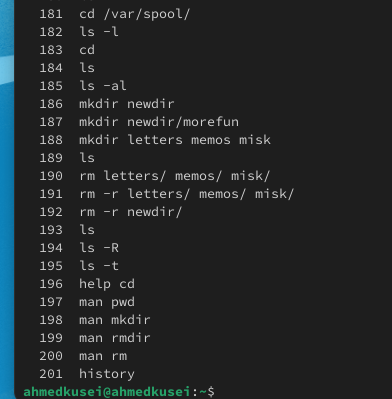 181 cd /var/spool/
182 ls -l
183 cd
184 ls
185 ls -al
186 mkdir newdir
187 mkdir newdir/morefun
188 mkdir letters memos misk
189 ls
190 rm letters/ memos/ misk/
191 rm -r letters/ memos/ misk/
192 rm -r newdir/
193 ls
194 ls -R
195 ls -t
196 help cd
197 man pwd
198 man mkdir
199 man rmdir
200 man rm
201 history
ahmedkusei@ahmedkusei:~$